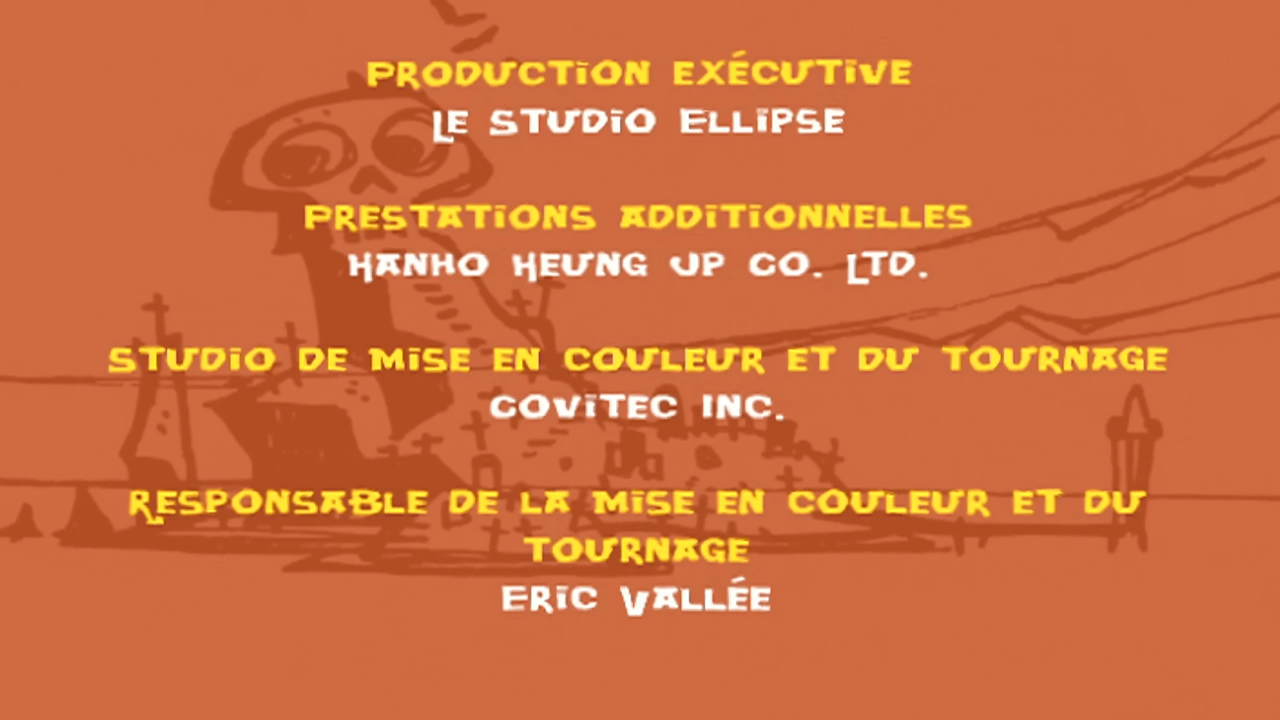 PRODUCTION EXÉCUTIVE
LE STUDIO ELLIPSE
PRESTATIONS ADDITIONNELLES
HANHO HEUNG UP CO. LTD.
STUDIO DE MISE EN COULEUR ET DU TOURNAGE
COVITEC INC.
RESPONSABLE DE LA MISE EN COULEUR ET DU
TOURNAGE
ERIC VALLÉE